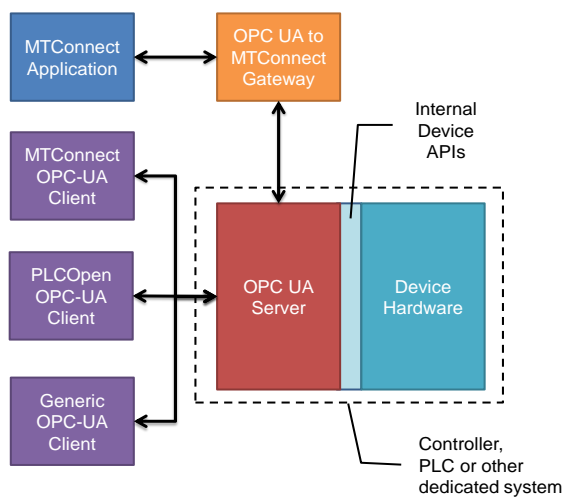 MTConnect
Application
OPC UA to
MTConnect
Gateway
Internal
Device
APIs
MTConnect
OPC-UA
Client
PLCOpen
OPC-UA
Client
OPC UA
Server
Device
Hardware
Generic
OPC-UA
Client
Controller,
PLC or other
dedicated system